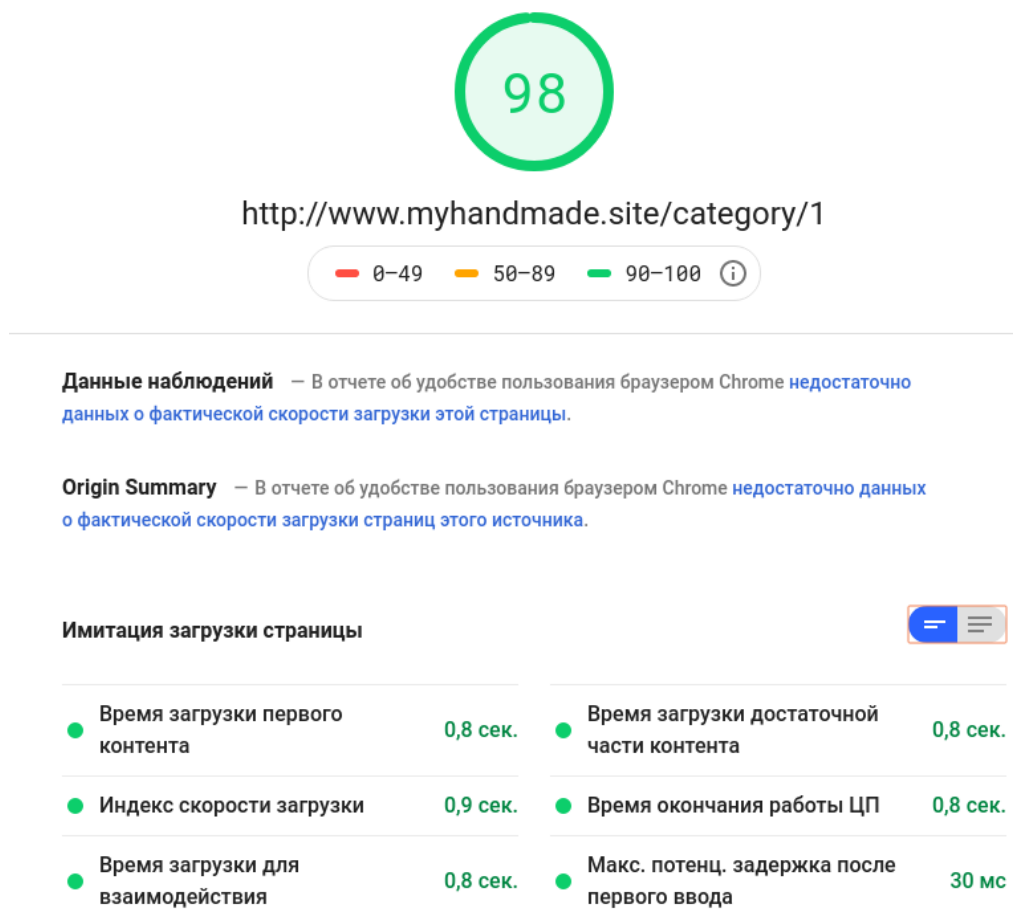 98
http://www.myhandmade.site/category/1
0–49 50–89 90–100
Данные наблюдений — В отчете об удобстве пользования браузером Chrome недостаточно
данных о фактической скорости загрузки этой страницы.
Origin Summary — В отчете об удобстве пользования браузером Chrome недостаточно данных
о фактической скорости загрузки страниц этого источника.
Имитация загрузки страницы
Время загрузки первого
контента
0,8 сек.
Время загрузки достаточной
части контента
0,8 сек.
Индекс скорости загрузки 0,9 сек.
Время окончания работы ЦП 0,8 сек.
Время загрузки для
взаимодействия
0,8 сек.
Макс. потенц. задержка после
первого ввода
30 мс